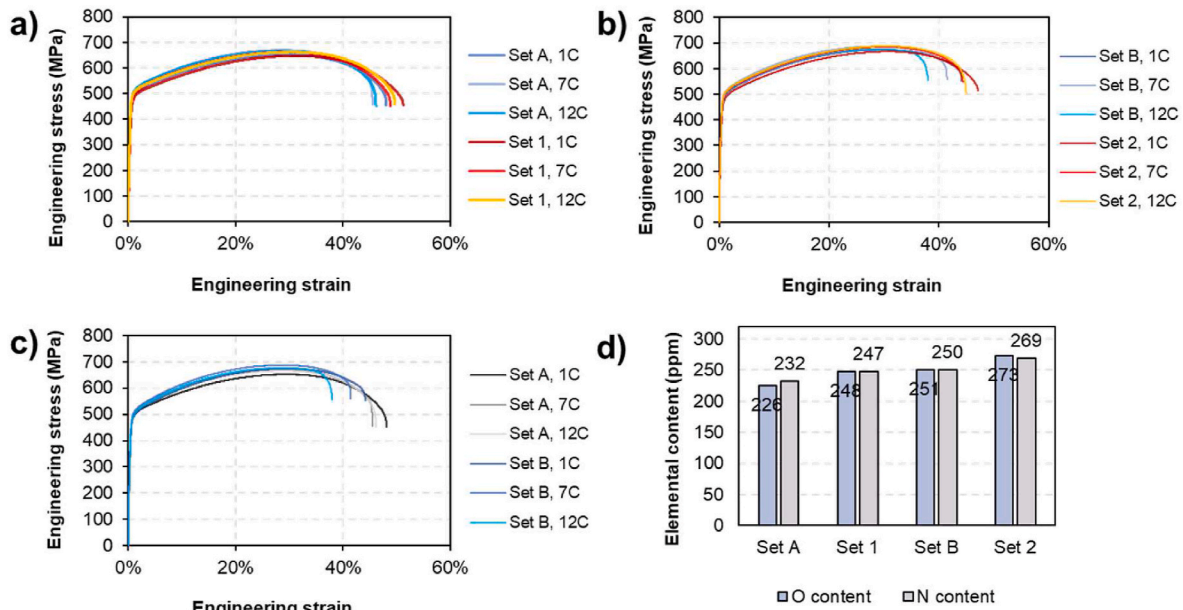 a)
Engineering stress (MPa)
800
700
600
500
400
300
200
100
0
0% 20% 40% 60%
Engineering strain
Set A, 1C
Set A, 7C
Set A, 12C
Set 1, 1C
Set 1, 7C
Set 1, 12C
b)
Engineering stress (MPa)
800
700
600
500
400
300
200
100
0
0% 20% 40% 60%
Engineering strain
Set B, 1C
Set B, 7C
Set B, 12C
Set 2, 1C
Set 2, 7C
Set 2, 12C
c)
Engineering stress (MPa)
800
700
600
500
400
300
200
100
0
0% 20% 40% 60%
Engineering strain
Set A, 1C
Set A, 7C
Set A, 12C
Set B, 1C
Set B, 7C
Set B, 12C
d)
Elemental content (ppm)
300
250
200
150
100
50
0
226 232
248 247
251 250
273 269
Set A Set 1 Set B Set 2
O content N content